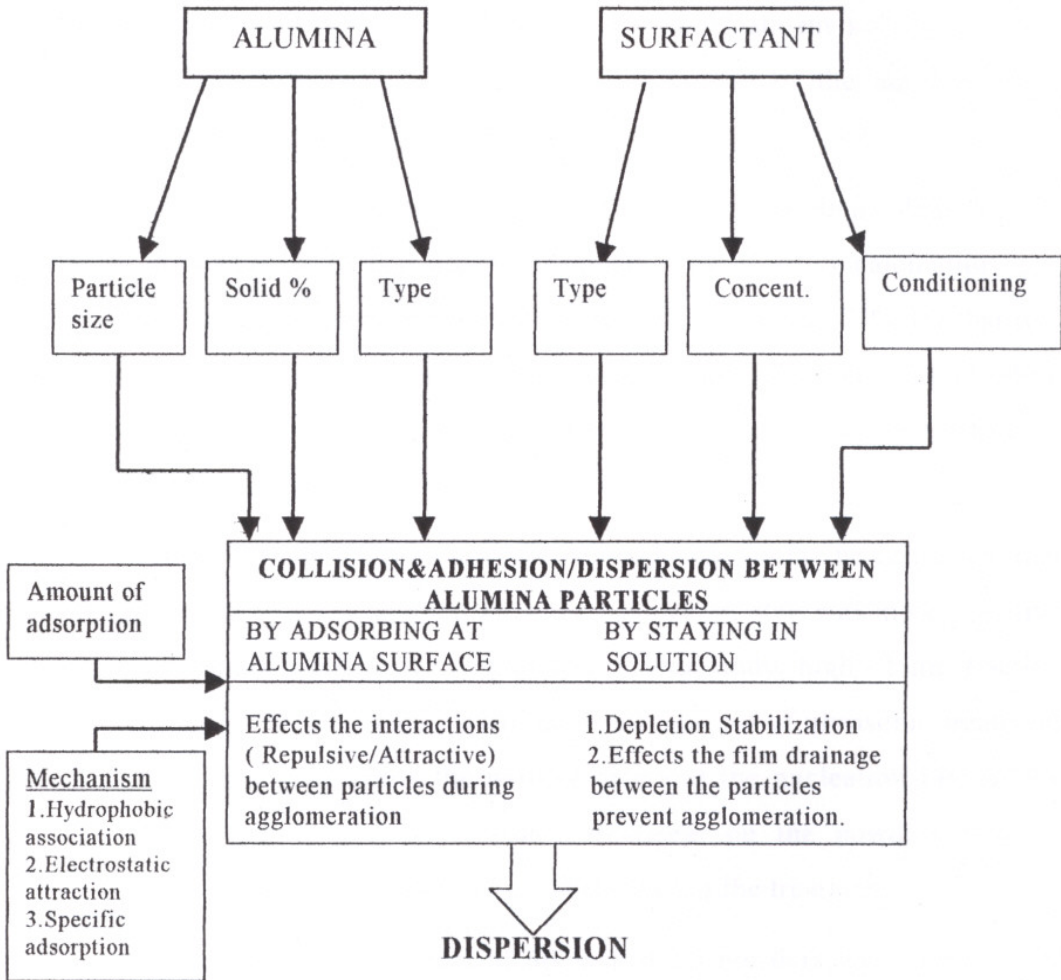 ALUMINA
SURFACTANT
Particle
size
Solid %
Type
Type
Concent.
Conditioning
COLLISION&ADHESION/DISPERSION BETWEEN
ALUMINA PARTICLES
Amount of
adsorption
BY ADSORBING AT
ALUMINA SURFACE
BY STAYING IN
SOLUTION
Effects the interactions
( Repulsive/Attractive)
between particles during
agglomeration
1.Depletion Stabilization
2.Effects the film drainage
between the particles
prevent agglomeration.
Mechanism
1.Hydrophobic
association
2.Electrostatic
attraction
3.Specific
adsorption
DISPERSION